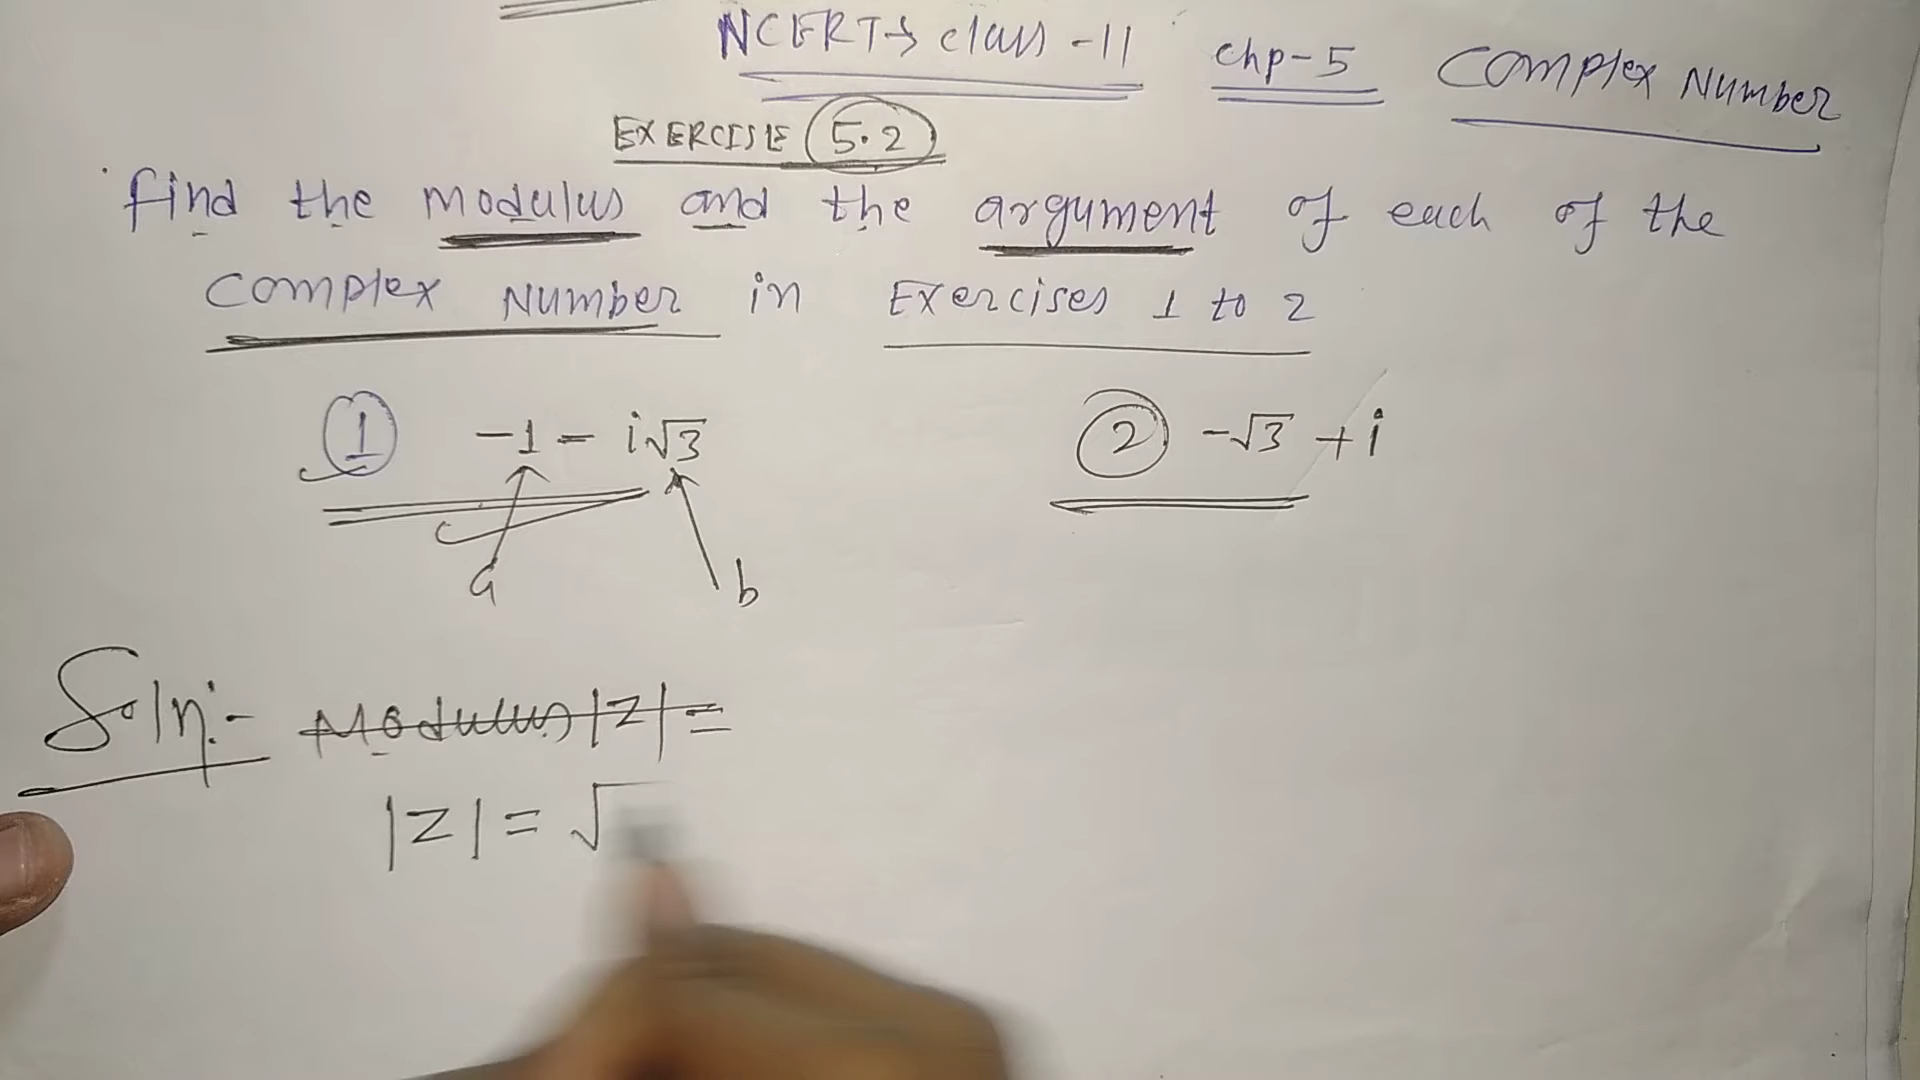 NCERT→ class -11 chp-5 Complex Number
EXERCISE 5.2
find the modulus and the argument of each of the
complex Number in Exercises 1 to 2
① -1 - i√3 ② -√3 + i
a b
Soln:- Modulus |z| =
|z| = √